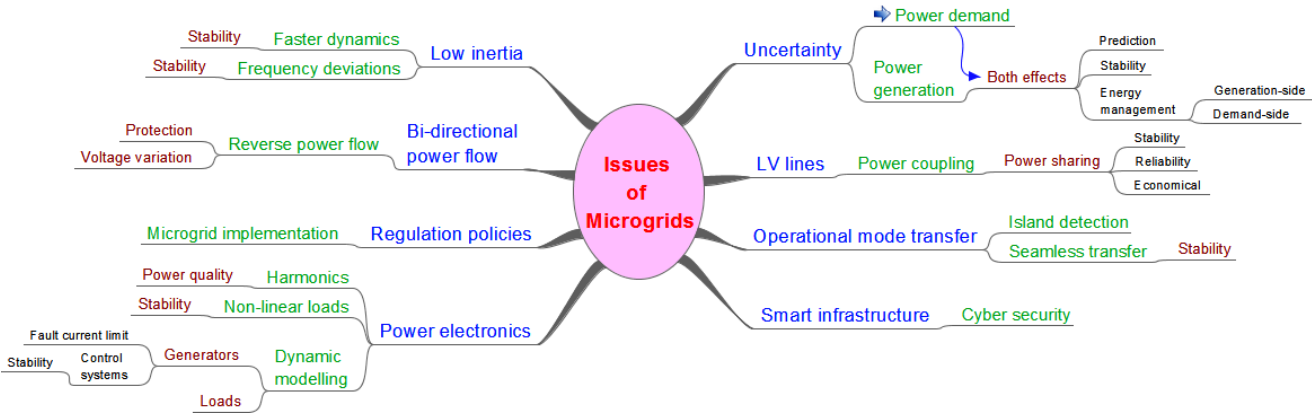 Issues
of
Microgrids
Low inertia
Faster dynamics
Stability
Frequency deviations
Stability
Bi-directional
power flow
Reverse power flow
Protection
Voltage variation
Regulation policies
Microgrid implementation
Power electronics
Harmonics
Power quality
Non-linear loads
Stability
Dynamic
modelling
Generators
Fault current limit
Control
systems
Stability
Loads
Uncertainty
Power demand
Power
generation
Both effects
Prediction
Stability
Energy
management
Generation-side
Demand-side
LV lines
Power coupling
Power sharing
Stability
Reliability
Economical
Operational mode transfer
Island detection
Seamless transfer
Stability
Smart infrastructure
Cyber security